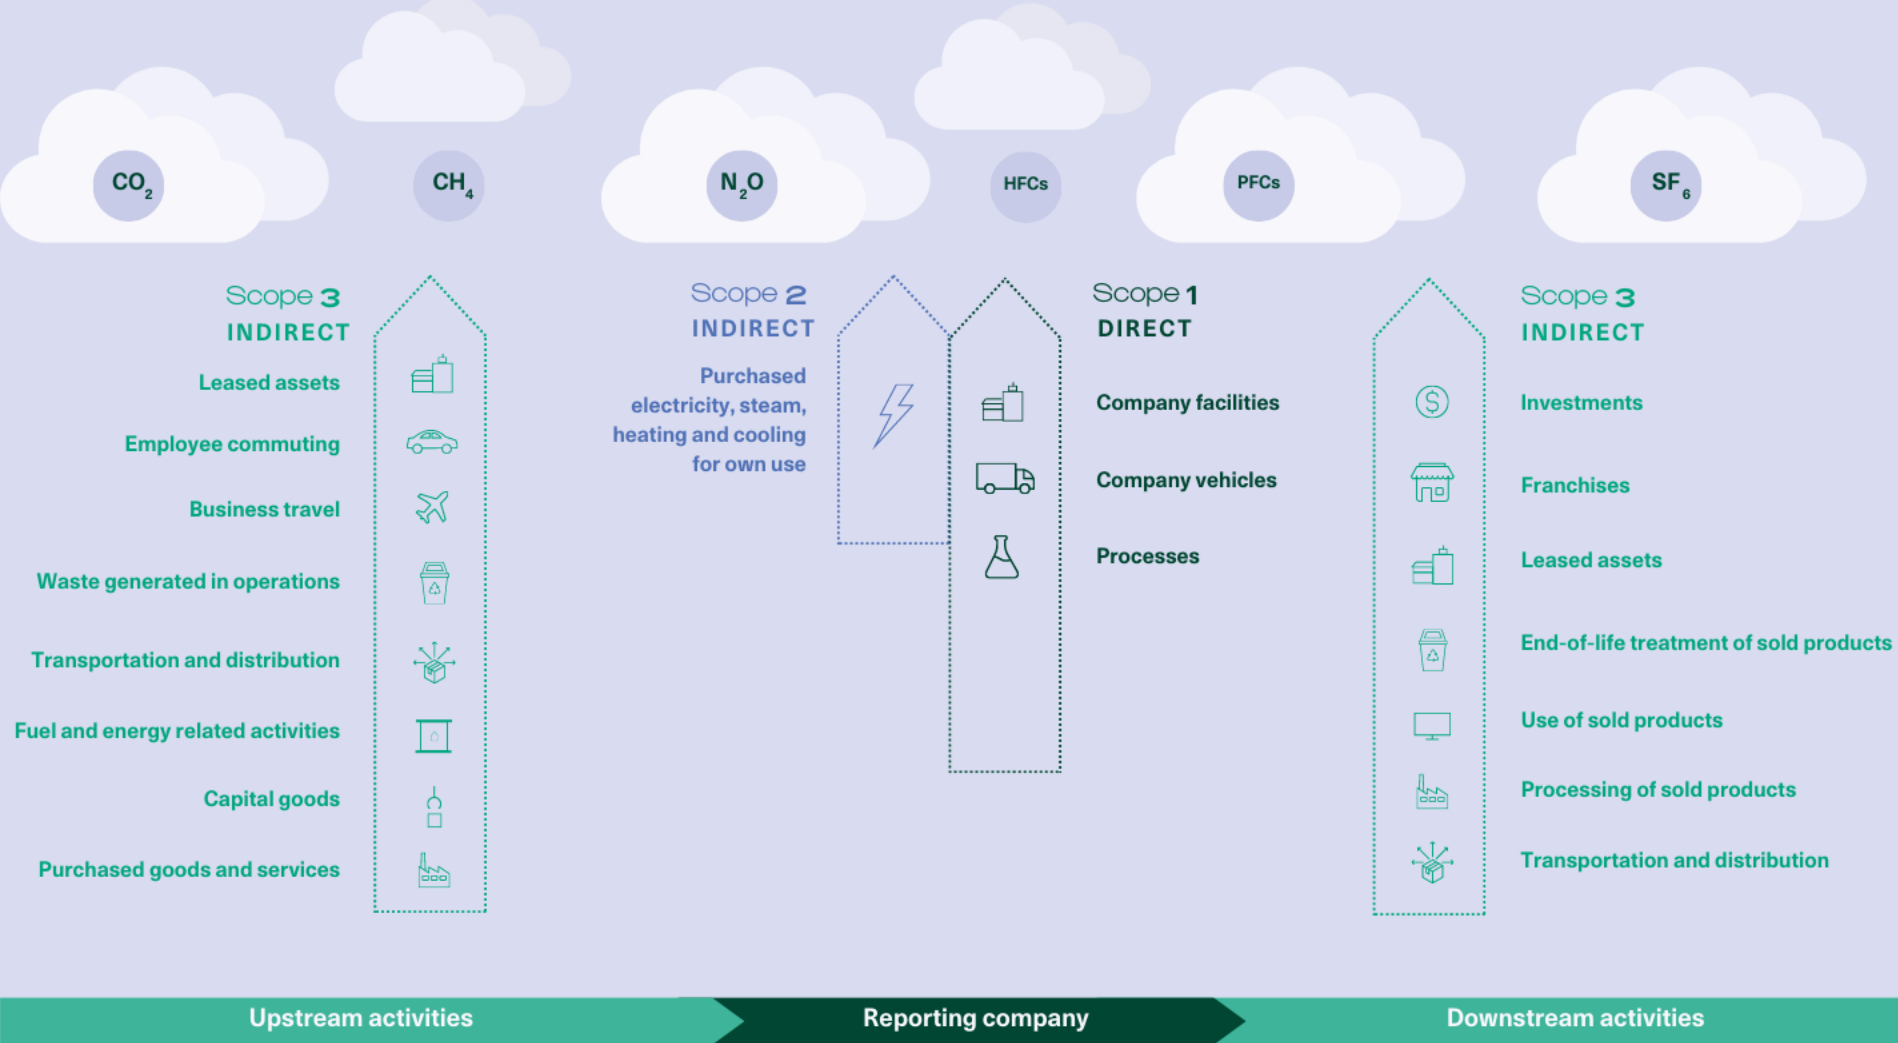 CO2
CH4
N2O
HFCs
PFCs
SF6
Scope 3
INDIRECT
Leased assets
Employee commuting
Business travel
Waste generated in operations
Transportation and distribution
Fuel and energy related activities
Capital goods
Purchased goods and services
Scope 2
INDIRECT
Purchased
electricity, steam,
heating and cooling
for own use
Scope 1
DIRECT
Company facilities
Company vehicles
Processes
Scope 3
INDIRECT
Investments
Franchises
Leased assets
End-of-life treatment of sold products
Use of sold products
Processing of sold products
Transportation and distribution
Upstream activities
Reporting company
Downstream activities